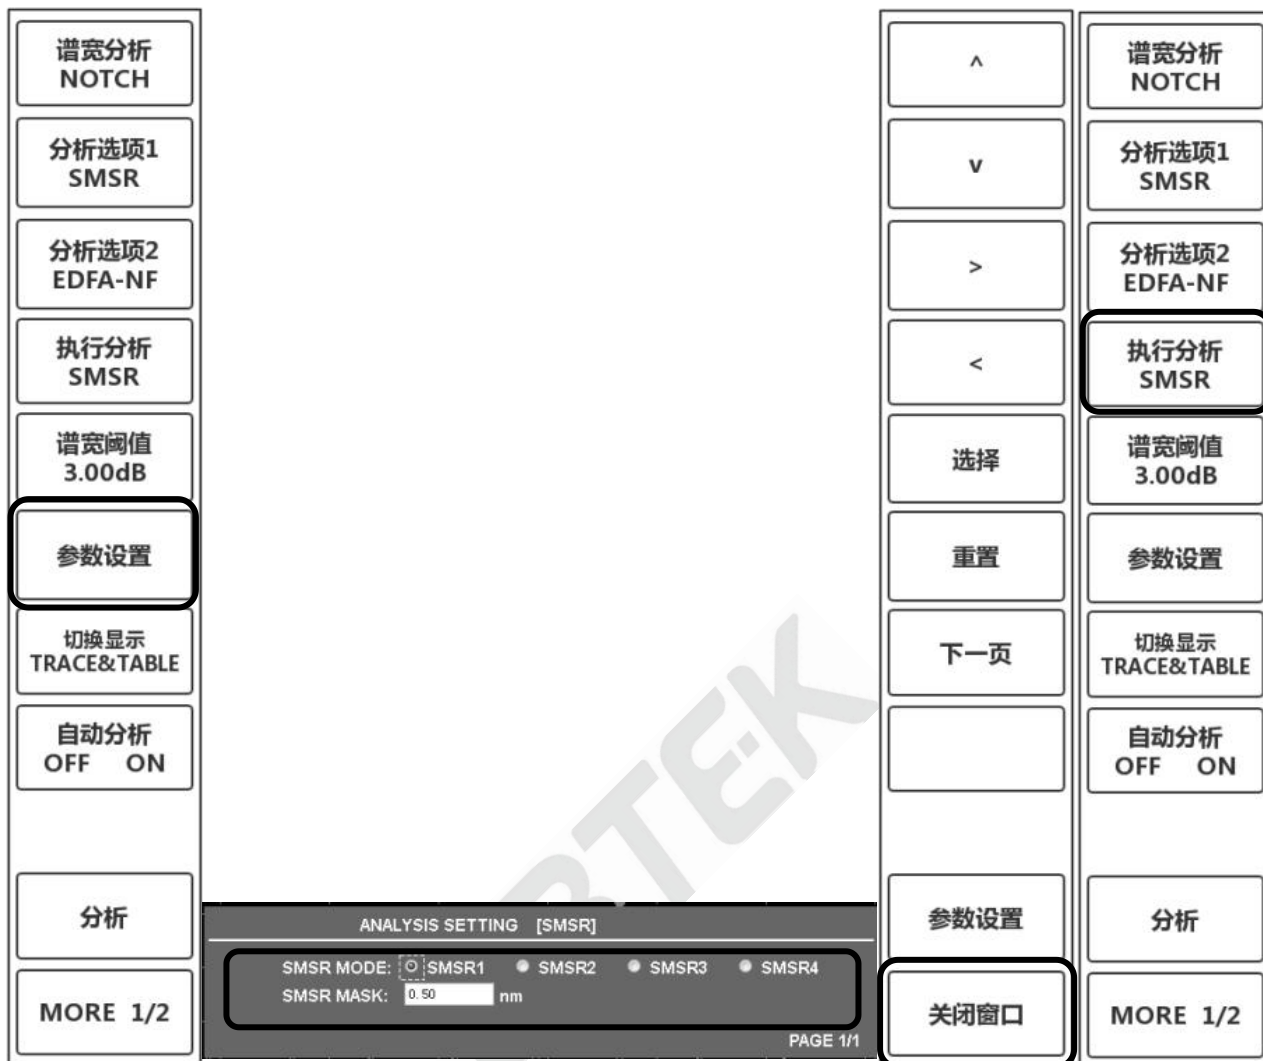 谱宽分析
NOTCH
分析选项1
SMSR
分析选项2
EDFA-NF
执行分析
SMSR
谱宽阈值
3.00dB
参数设置
切换显示
TRACE&TABLE
自动分析
OFF ON
分析
MORE 1/2
ANALYSIS SETTING [SMSR]
SMSR MODE: SMSR1 SMSR2 SMSR3 SMSR4
SMSR MASK: 0.50 nm
PAGE 1/1
^
v
>
<
选择
重置
下一页
参数设置
关闭窗口
谱宽分析
NOTCH
分析选项1
SMSR
分析选项2
EDFA-NF
执行分析
SMSR
谱宽阈值
3.00dB
参数设置
切换显示
TRACE&TABLE
自动分析
OFF ON
分析
MORE 1/2